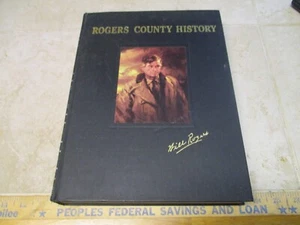 ROGERS COUNTY HISTORY
Will Rogers
PEOPLES FEDERAL SAVINGS AND LOAN